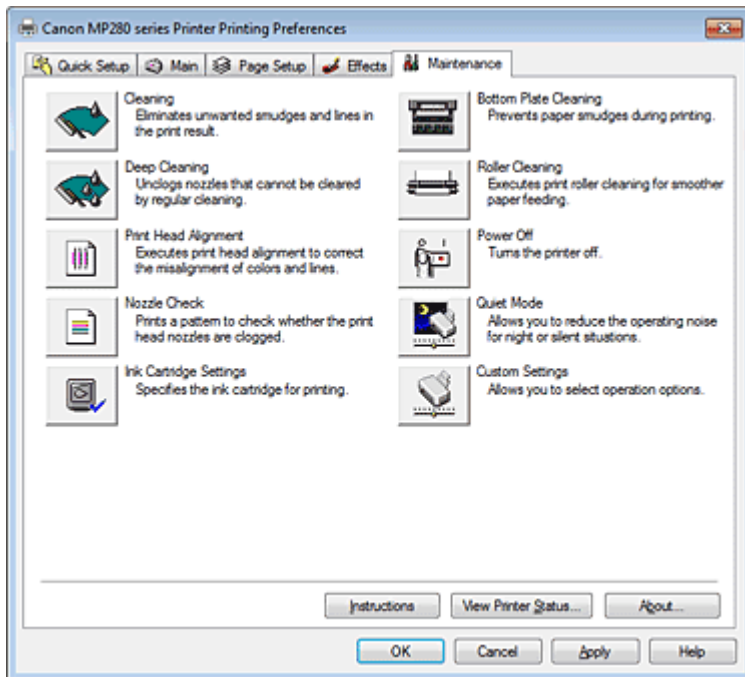 Canon MP280 series Printer Printing Preferences
Quick Setup
Main
Page Setup
Effects
Maintenance
Cleaning
Eliminates unwanted smudges and lines in
the print result.
Deep Cleaning
Unclogs nozzles that cannot be cleared
by regular cleaning.
Print Head Alignment
Executes print head alignment to correct
the misalignment of colors and lines.
Nozzle Check
Prints a pattern to check whether the print
head nozzles are clogged.
Ink Cartridge Settings
Specifies the ink cartridge for printing.
Bottom Plate Cleaning
Prevents paper smudges during printing.
Roller Cleaning
Executes print roller cleaning for smoother
paper feeding.
Power Off
Turns the printer off.
Quiet Mode
Allows you to reduce the operating noise
for night or silent situations.
Custom Settings
Allows you to select operation options.
Instructions
View Printer Status...
About...
OK
Cancel
Apply
Help